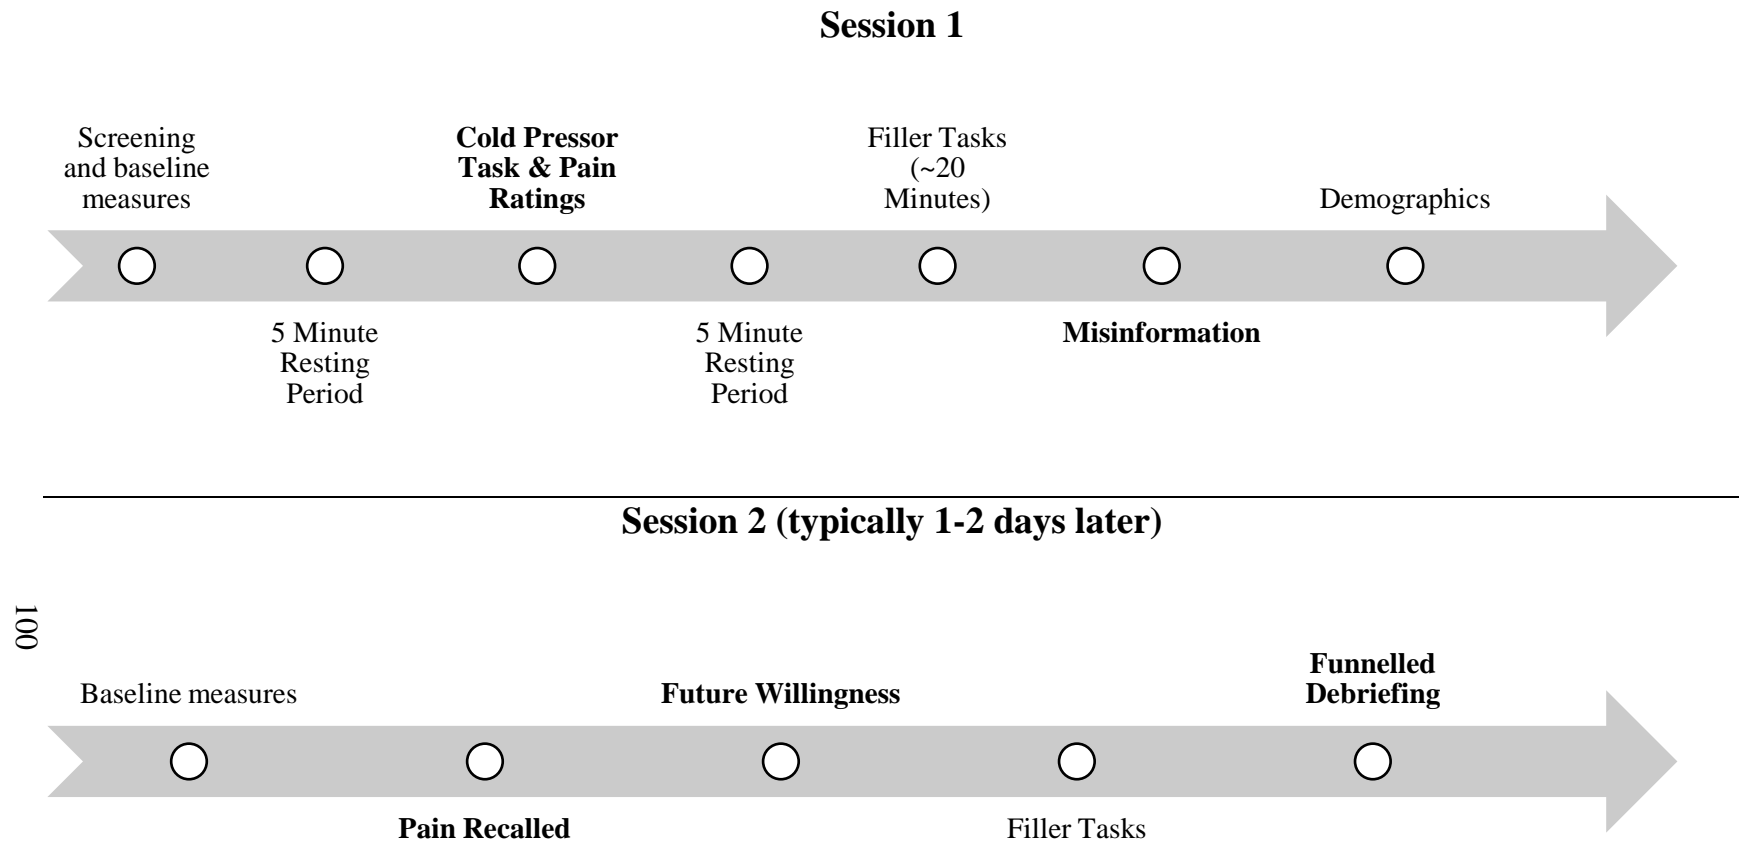 Session 1
Screening
and baseline
measures
5 Minute
Resting
Period
Cold Pressor
Task & Pain
Ratings
5 Minute
Resting
Period
Filler Tasks
(~20
Minutes)
Misinformation
Demographics
Session 2 (typically 1-2 days later)
Baseline measures
Pain Recalled
Future Willingness
Filler Tasks
Funnelled
Debriefing
100